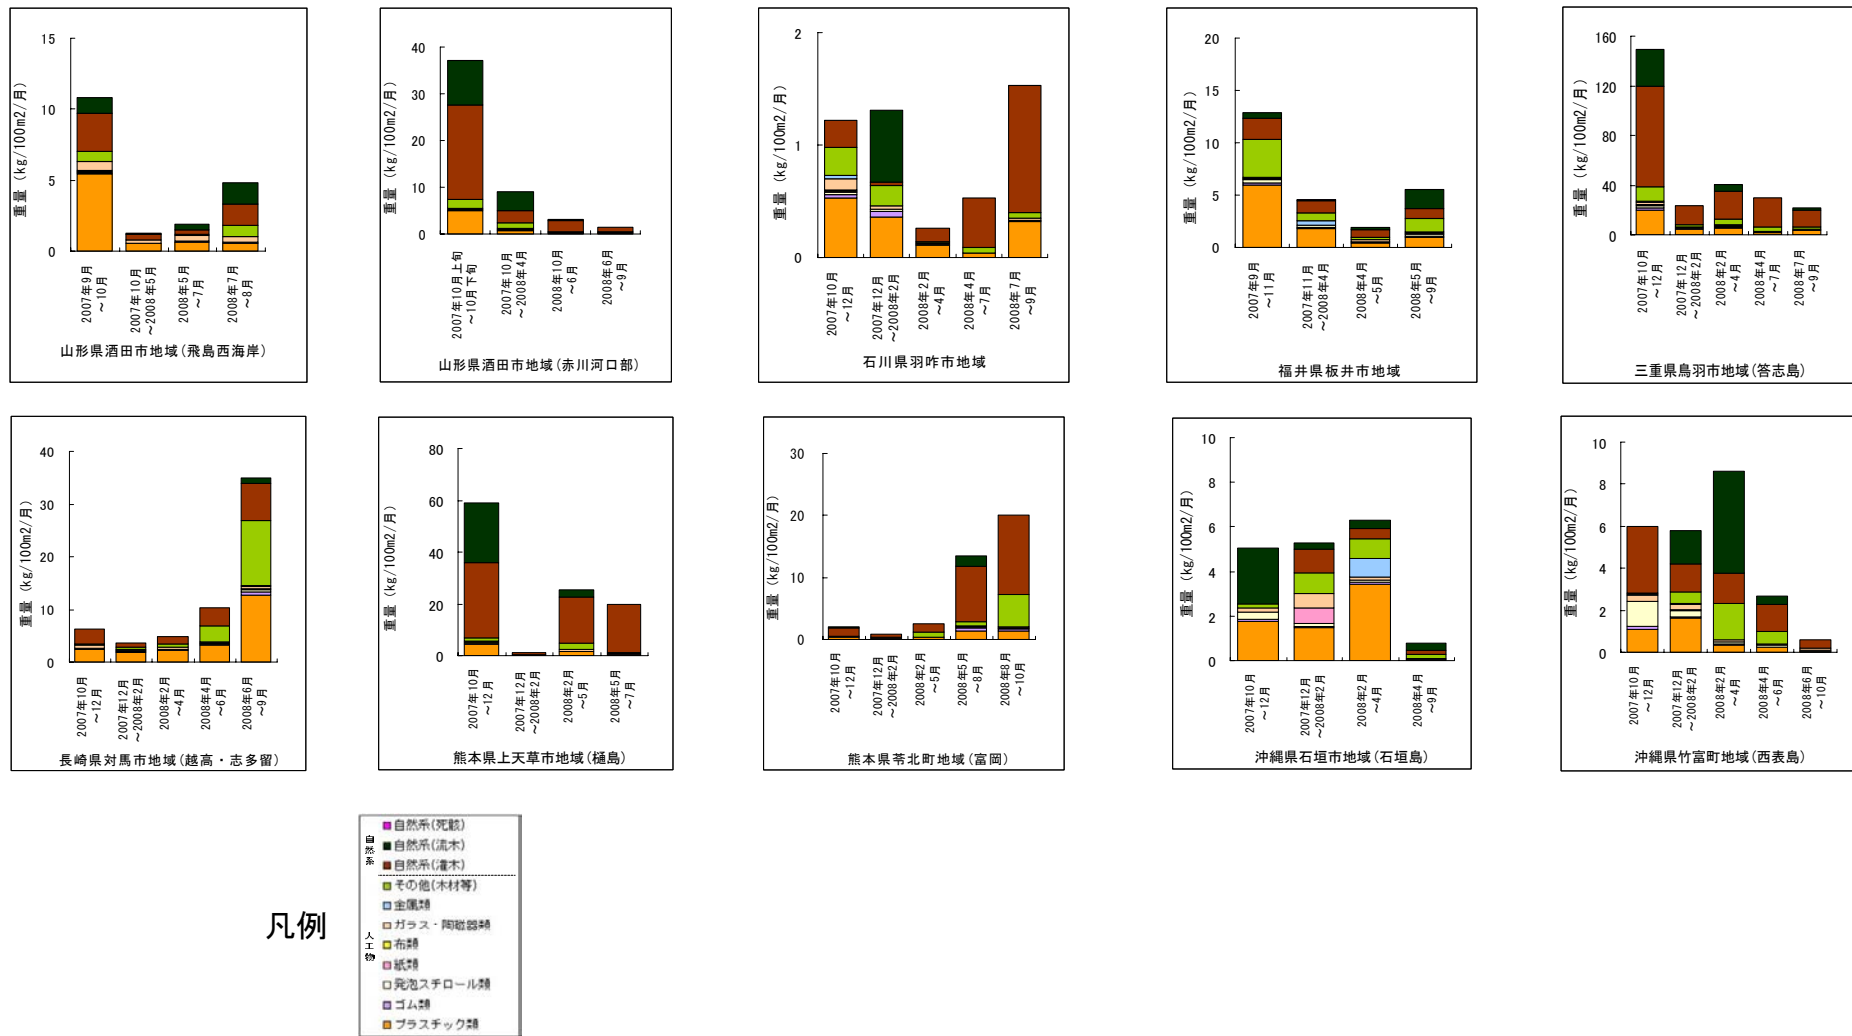 重量 (kg/100m2/月)
15
10
5
0
2007年9月
~10月
2007年10月
~2008年5月
2008年5月
~7月
2008年7月
~8月
山形県酒田市地域(飛島西海岸)
重量 (kg/100m2/月)
40
30
20
10
0
2007年10月上旬
~10月下旬
2007年10月
~2008年4月
2008年10月
~6月
2008年6月
~9月
山形県酒田市地域(赤川河口部)
重量 (kg/100m2/月)
2
1
0
2007年10月
~12月
2007年12月
~2008年2月
2008年2月
~4月
2008年4月
~7月
2008年7月
~9月
石川県羽咋市地域
重量 (kg/100m2/月)
20
15
10
5
0
2007年9月
~11月
2007年11月
~2008年4月
2008年4月
~5月
2008年5月
~9月
福井県板井市地域
重量 (kg/100m2/月)
160
120
80
40
0
2007年10月
~12月
2007年12月
~2008年2月
2008年2月
~4月
2008年4月
~7月
2008年7月
~9月
三重県鳥羽市地域(答志島)
重量 (kg/100m2/月)
40
30
20
10
0
2007年10月
~12月
2007年12月
~2008年2月
2008年2月
~4月
2008年4月
~6月
2008年6月
~9月
長崎県対馬市地域(越高・志多留)
重量 (kg/100m2/月)
80
60
40
20
0
2007年10月
~12月
2007年12月
~2008年2月
2008年2月
~5月
2008年5月
~7月
熊本県上天草市地域(樋島)
重量 (kg/100m2/月)
30
20
10
0
2007年10月
~12月
2007年12月
~2008年2月
2008年2月
~5月
2008年5月
~8月
2008年8月
~10月
熊本県苓北町地域(富岡)
重量 (kg/100m2/月)
10
8
6
4
2
0
2007年10月
~12月
2007年12月
~2008年2月
2008年2月
~4月
2008年4月
~9月
沖縄県石垣市地域(石垣島)
重量 (kg/100m2/月)
10
8
6
4
2
0
2007年10月
~12月
2007年12月
~2008年2月
2008年2月
~4月
2008年4月
~6月
2008年6月
~10月
沖縄県竹富町地域(西表島)
凡例
自然系
自然系(死骸)
自然系(流木)
自然系(灌木)
人工物
その他(木材等)
金属類
ガラス・陶磁器類
布類
紙類
発泡スチロール類
ゴム類
プラスチック類